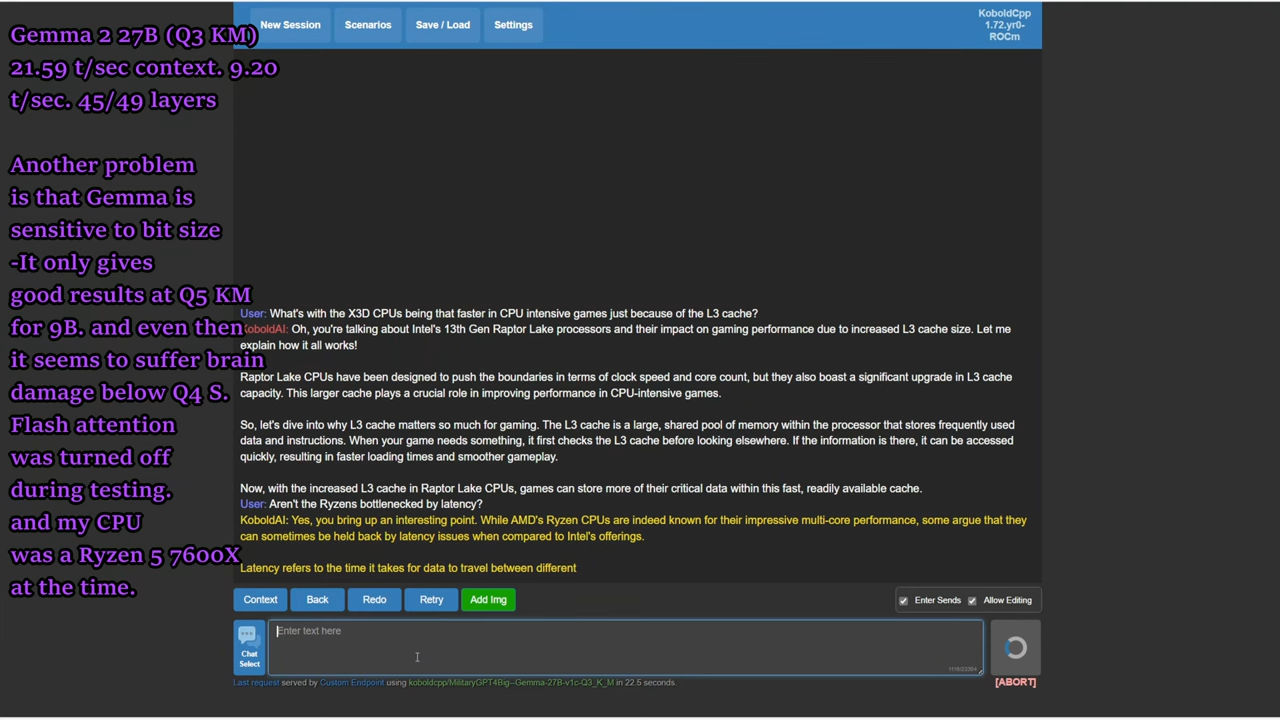 Gemma 2 27B (Q3 KM)
21.59 t/sec context. 9.20
t/sec. 45/49 layers
Another problem
is that Gemma is
sensitive to bit size
-It only gives
good results at Q5 KM
for 9B. and even then
it seems to suffer brain
damage below Q4 S.
Flash attention
was turned off
during testing.
and my CPU
was a Ryzen 5 7600X
at the time.
New Session
Scenarios
Save / Load
Settings
KoboldCpp
1.72.yr0-
ROCm
User: What's with the X3D CPUs being that faster in CPU intensive games just because of the L3 cache?
KoboldAI: Oh, you're talking about Intel's 13th Gen Raptor Lake processors and their impact on gaming performance due to increased L3 cache size. Let me
explain how it all works!
Raptor Lake CPUs have been designed to push the boundaries in terms of clock speed and core count, but they also boast a significant upgrade in L3 cache
capacity. This larger cache plays a crucial role in improving performance in CPU-intensive games.
So, let's dive into why L3 cache matters so much for gaming. The L3 cache is a large, shared pool of memory within the processor that stores frequently used
data and instructions. When your game needs something, it first checks the L3 cache before looking elsewhere. If the information is there, it can be accessed
quickly, resulting in faster loading times and smoother gameplay.
Now, with the increased L3 cache in Raptor Lake CPUs, games can store more of their critical data within this fast, readily available cache.
User: Aren't the Ryzens bottlenecked by latency?
KoboldAI: Yes, you bring up an interesting point. While AMD's Ryzen CPUs are indeed known for their impressive multi-core performance, some argue that they
can sometimes be held back by latency issues when compared to Intel's offerings.
Latency refers to the time it takes for data to travel between different
Context
Back
Redo
Retry
Add Img
Enter Sends
Allow Editing
Chat
Select
Enter text here
[ABORT]
Last request served by Custom Endpoint using koboldcpp/MilitaryGPT4Big--Gemma-27B-v1c-Q3_K_M in 22.5 seconds.